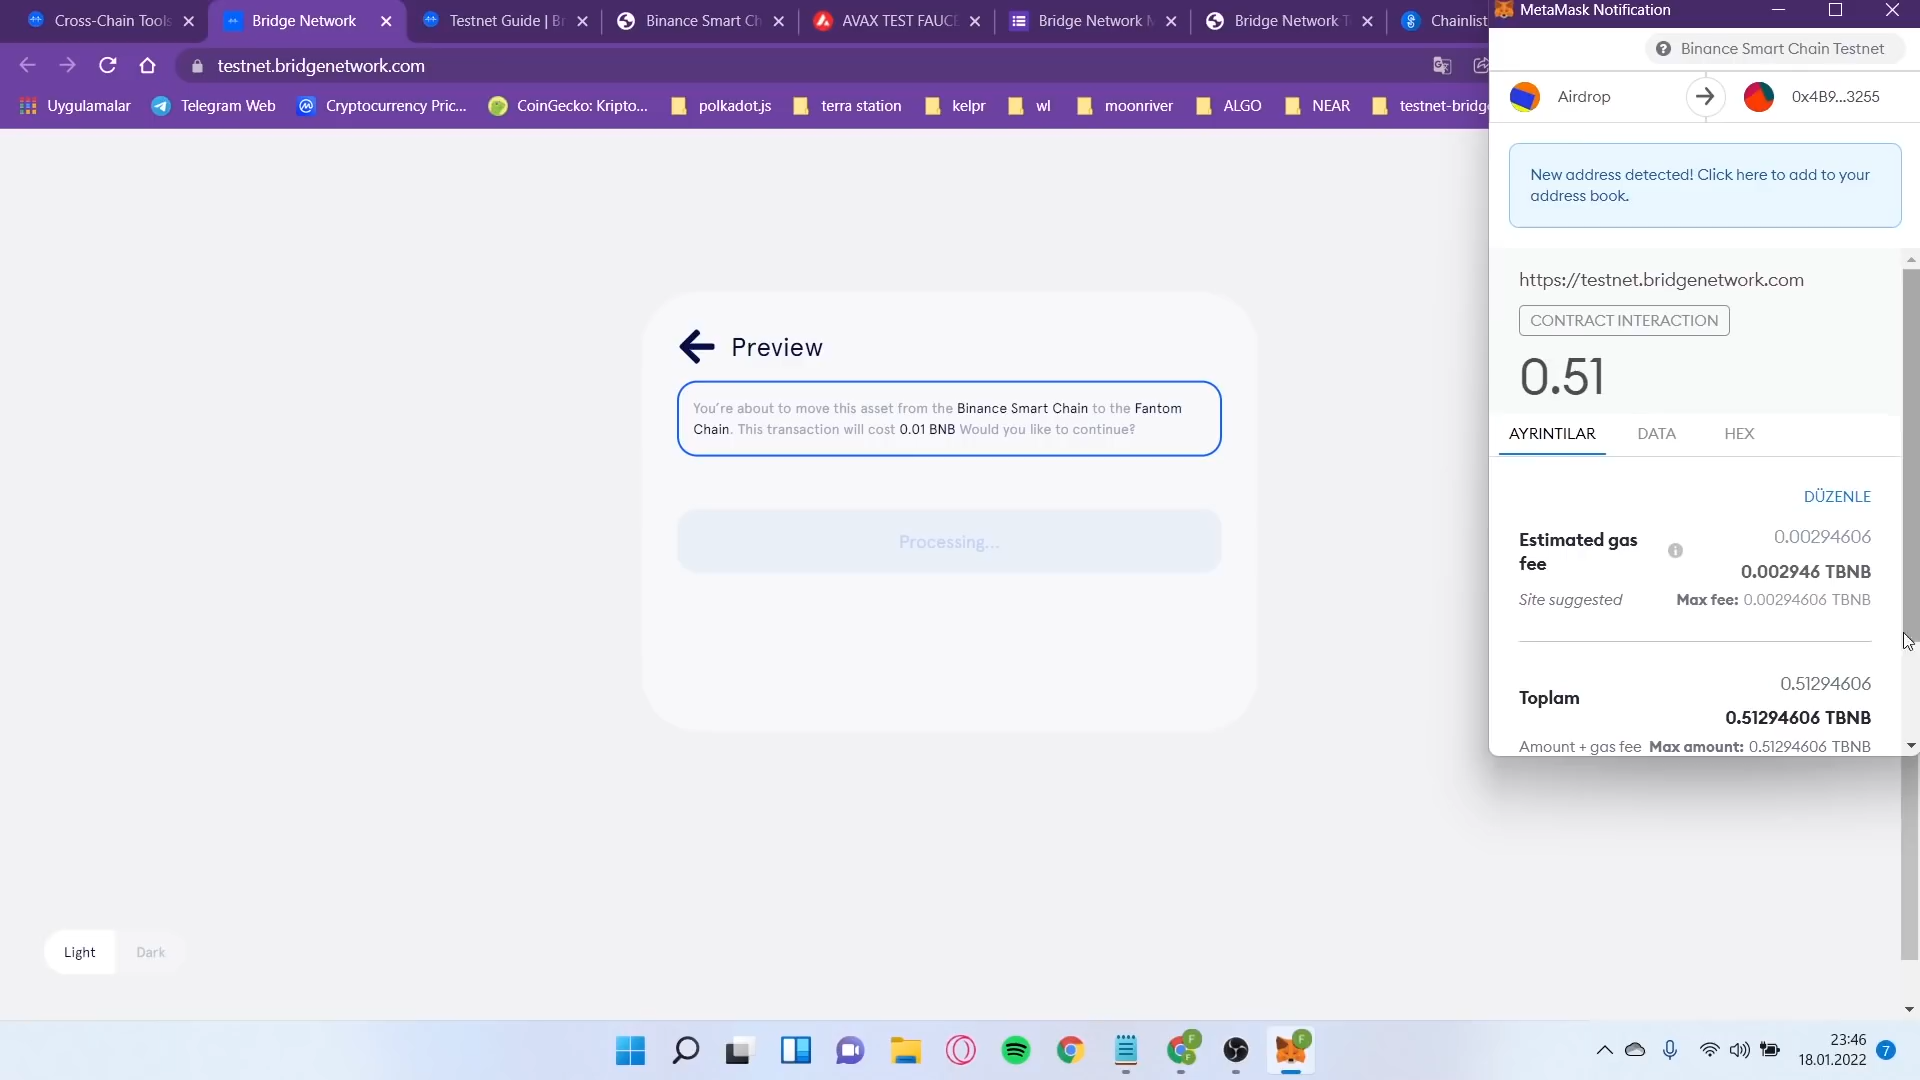 Cross-Chain Tools
Bridge Network
Testnet Guide | Br
Binance Smart Ch
AVAX TEST FAUCE
Bridge Network M
Bridge Network T
Chainlist
MetaMask Notification
testnet.bridgenetwork.com
Binance Smart Chain Testnet
Uygulamalar
Telegram Web
Cryptocurrency Pric...
CoinGecko: Kripto...
polkadot.js
terra station
kelpr
wl
moonriver
ALGO
NEAR
testnet-bridge
Airdrop
0x4B9...3255
New address detected! Click here to add to your
address book.
https://testnet.bridgenetwork.com
CONTRACT INTERACTION
0.51
AYRINTILAR
DATA
HEX
DÜZENLE
Estimated gas
fee
0.00294606
0.002946 TBNB
Site suggested
Max fee: 0.00294606 TBNB
Toplam
0.51294606
0.51294606 TBNB
Amount + gas fee Max amount: 0.51294606 TBNB
Preview
You're about to move this asset from the Binance Smart Chain to the Fantom
Chain. This transaction will cost 0.01 BNB Would you like to continue?
Processing...
Light
Dark
23:46
18.01.2022
7